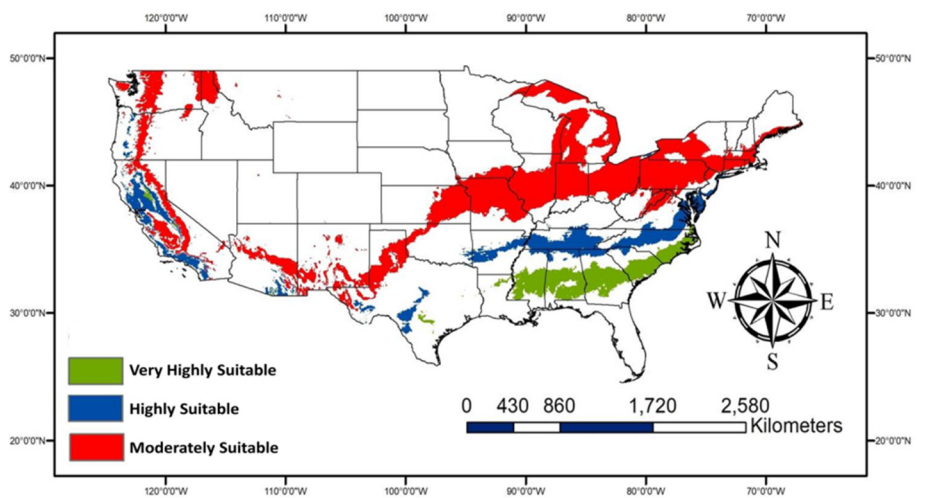 120°0'0"W 110°0'0"W 100°0'0"W 90°0'0"W 80°0'0"W 70°0'0"W
50°0'0"N 50°0'0"N
40°0'0"N 40°0'0"N
N
W E
30°0'0"N 30°0'0"N
S
Very Highly Suitable
Highly Suitable
0 430 860 1,720 2,580
Kilometers
Moderately Suitable
20°0'0"N 20°0'0"N
120°0'0"W 110°0'0"W 100°0'0"W 90°0'0"W 80°0'0"W 70°0'0"W